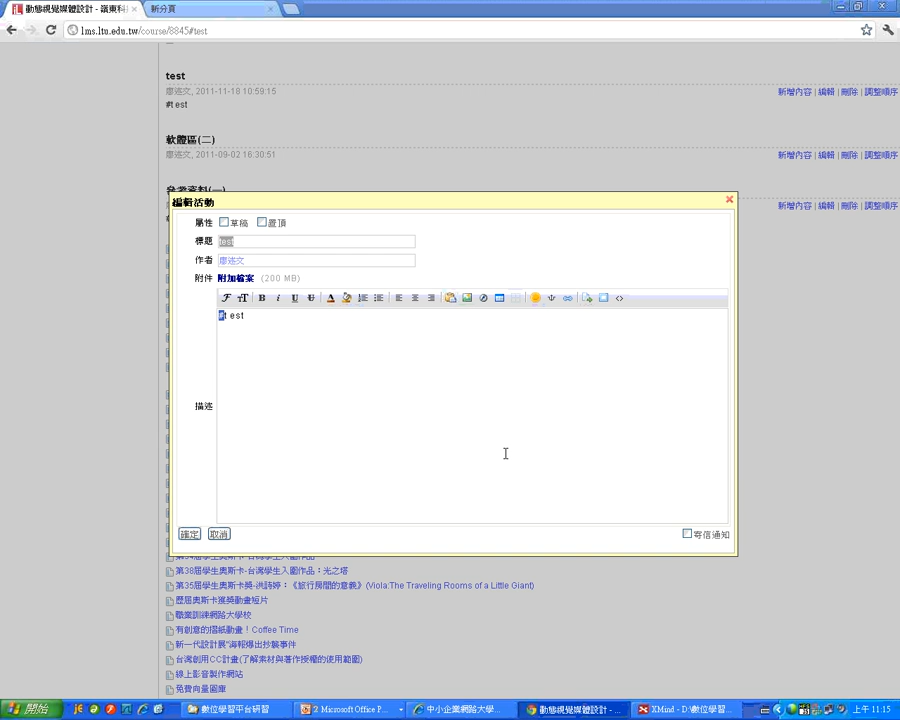 動態視覺媒體設計 - 嶺東科
新分頁
lms.ltu.edu.tw/course/8845#test
test
廖述文, 2011-11-18 10:59:15
新增內容 | 編輯 | 刪除 | 調整順序
#t est
軟體區(二)
廖述文, 2011-09-02 16:30:51
新增內容 | 編輯 | 刪除 | 調整順序
參考資料(一)
新增內容 | 編輯 | 刪除 | 調整順序
編輯活動
屬性 草稿 置頂
標題 test
作者 廖述文
附件 附加檔案 (200 MB)
#t est
描述
確定 取消
寄信通知
第38屆學生奧斯卡-台灣學生入圍作品：光之塔
第35屆學生奧斯卡獎-洪詩婷：《旅行房間的意義》(Viola:The Traveling Rooms of a Little Giant)
歷屆奧斯卡獲獎動畫短片
職業訓練網路大學校
有創意的摺紙動畫！Coffee Time
新一代設計展"海報爆出抄襲事件
台灣創用CC計畫(了解素材與著作授權的使用範圍)
線上影音製作網站
免費向量圖庫
開始
數位學習平台研習
2 Microsoft Office P...
中小企業網路大學...
動態視覺媒體設計 - ...
XMind - D:\數位學習...
上午 11:15